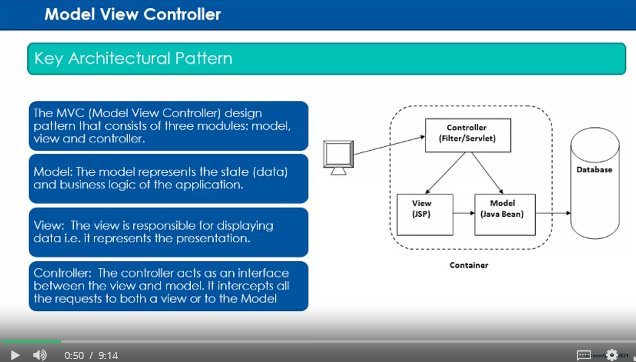 Model View Controller
Key Architectural Pattern
The MVC (Model View Controller) design
pattern that consists of three modules: model,
view and controller.
Model: The model represents the state (data)
and business logic of the application.
View:  The view is responsible for displaying
data i.e. it represents the presentation.
Controller:  The controller acts as an interface
between the view and model. It intercepts all
the requests to both a view or to the Model
Controller
(Filter/Servlet)
View
(JSP)
Model
(Java Bean)
Database
Container
0:50 / 9:14